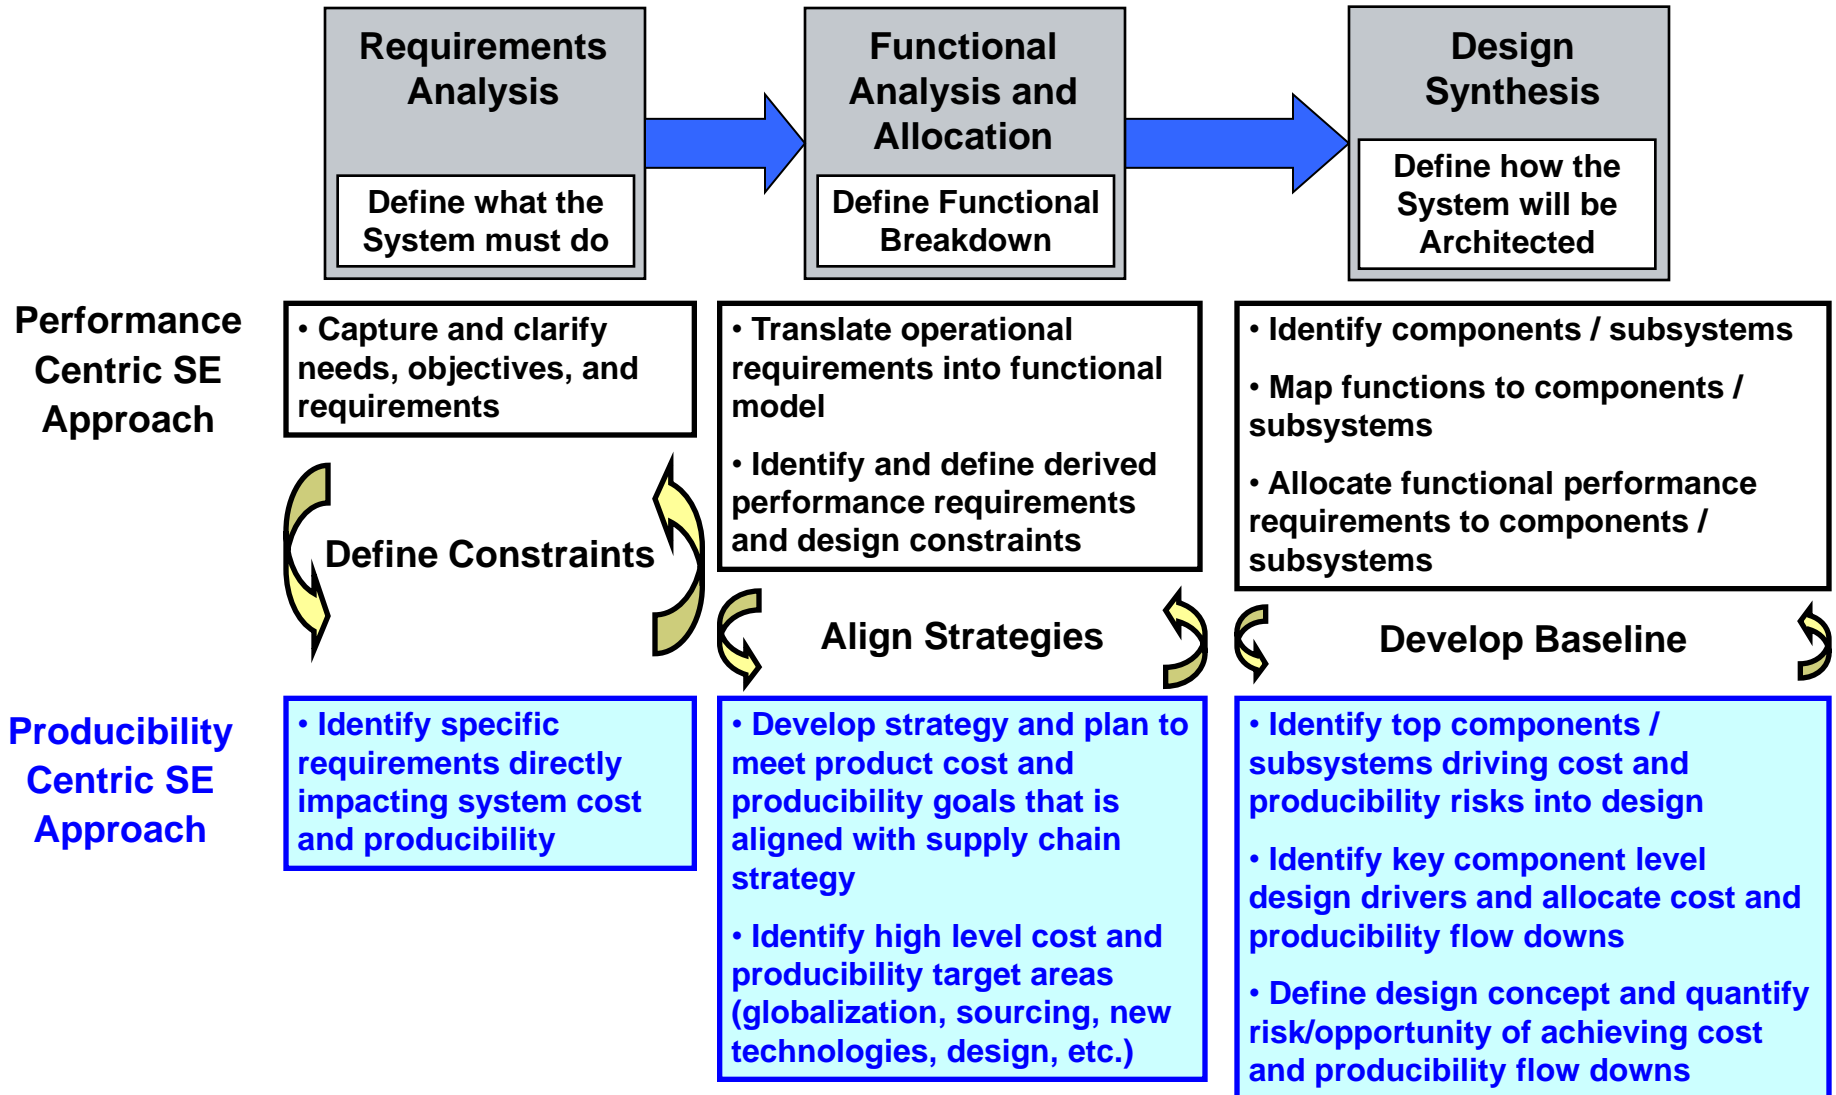 Requirements
Analysis
Define what the
System must do
Functional
Analysis and
Allocation
Define Functional
Breakdown
Design
Synthesis
Define how the
System will be
Architected
Performance
Centric SE
Approach
• Capture and clarify
needs, objectives, and
requirements
• Translate operational
requirements into functional
model
• Identify and define derived
performance requirements
and design constraints
• Identify components / subsystems
• Map functions to components /
subsystems
• Allocate functional performance
requirements to components /
subsystems
Define Constraints
Align Strategies
Develop Baseline
Producibility
Centric SE
Approach
• Identify specific
requirements directly
impacting system cost
and producibility
• Develop strategy and plan to
meet product cost and
producibility goals that is
aligned with supply chain
strategy
• Identify high level cost and
producibility target areas
(globalization, sourcing, new
technologies, design, etc.)
• Identify top components /
subsystems driving cost and
producibility risks into design
• Identify key component level
design drivers and allocate cost and
producibility flow downs
• Define design concept and quantify
risk/opportunity of achieving cost
and producibility flow downs